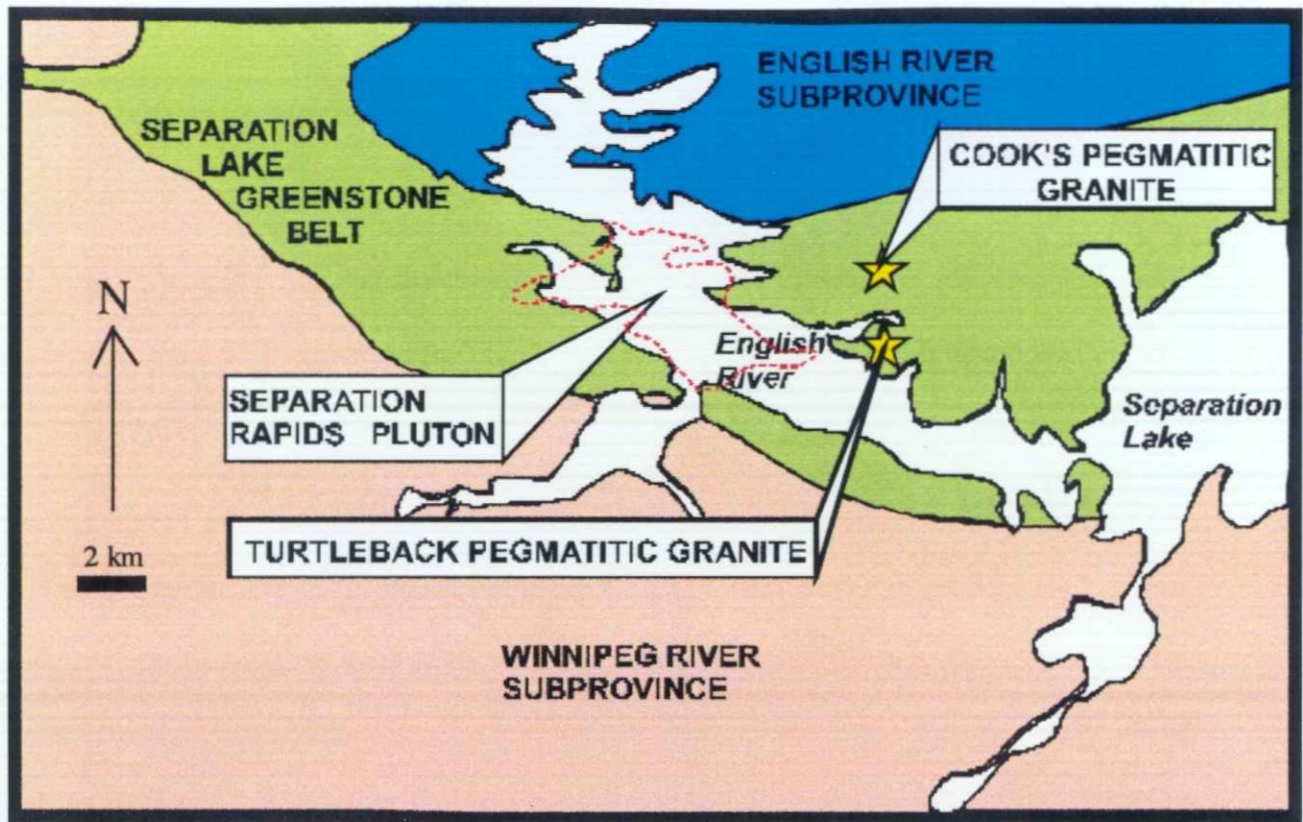 ENGLISH RIVER
SUBPROVINCE
SEPARATION
LAKE
GREENSTONE
BELT
COOK'S PEGMATITIC
GRANITE
N
English
River
SEPARATION
RAPIDS PLUTON
Separation
Lake
2 km
TURTLEBACK PEGMATITIC GRANITE
WINNIPEG RIVER
SUBPROVINCE